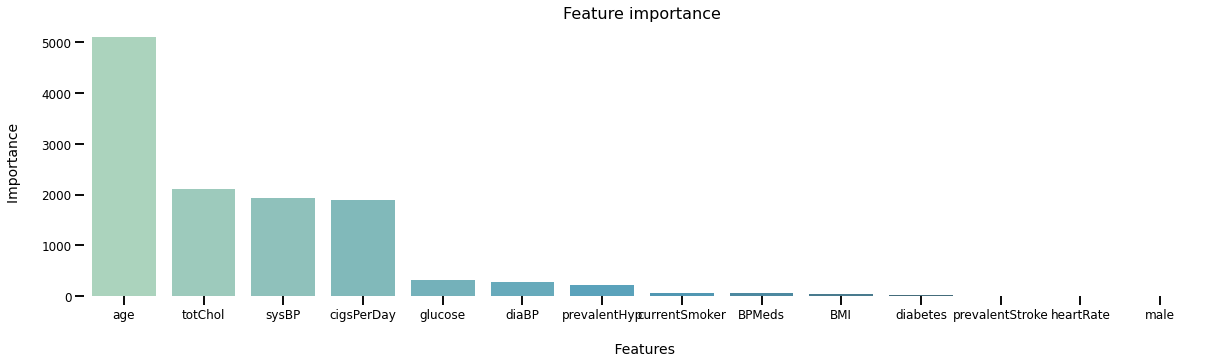 Feature importance
5000
4000
3000
2000
1000
0
Importance
age totChol sysBP cigsPerDay glucose diaBP prevalentHyp currentSmoker BPMeds BMI diabetes prevalentStroke heartRate male
Features